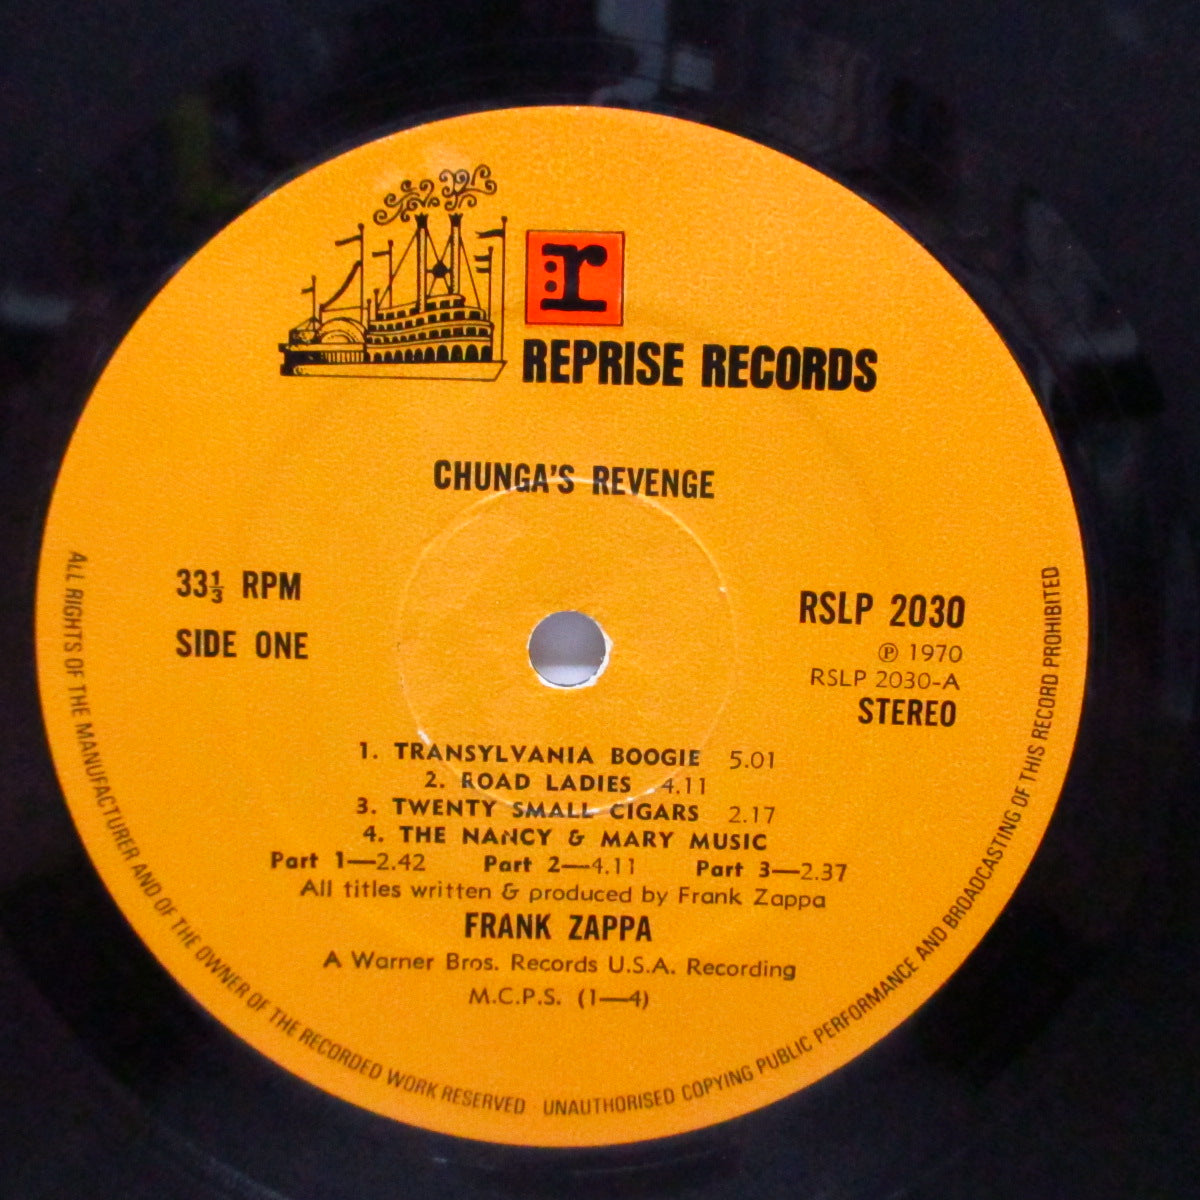 :r
REPRISE RECORDS
CHUNGA'S REVENGE
33⅓ RPM
SIDE ONE
RSLP 2030
℗ 1970
RSLP 2030-A
STEREO
1. TRANSYLVANIA BOOGIE 5.01
2. ROAD LADIES 4.11
3. TWENTY SMALL CIGARS 2.17
4. THE NANCY & MARY MUSIC
Part 1—2.42 Part 2—4.11 Part 3—2.37
All titles written & produced by Frank Zappa
FRANK ZAPPA
A Warner Bros. Records U.S.A. Recording
M.C.P.S. (1—4)
ALL RIGHTS OF THE MANUFACTURER AND OF THE OWNER OF THE RECORDED WORK RESERVED UNAUTHORISED COPYING PUBLIC PERFORMANCE AND BROADCASTING OF THIS RECORD PROHIBITED